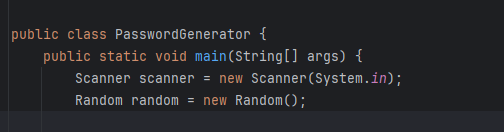 public class PasswordGenerator {
public static void main(String[] args) {
Scanner scanner = new Scanner(System.in);
Random random = new Random();